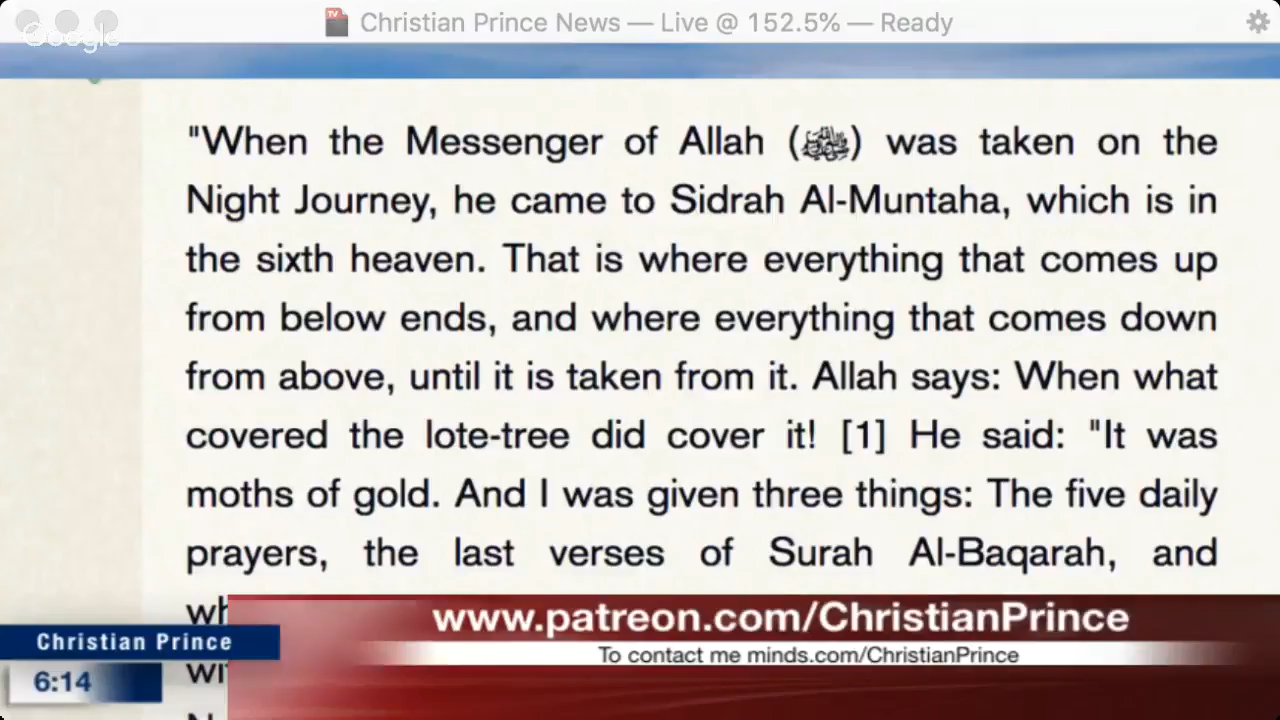 Christian Prince News — Live @ 152.5% — Ready
Google
"When the Messenger of Allah (ﷺ) was taken on the
Night Journey, he came to Sidrah Al-Muntaha, which is in
the sixth heaven. That is where everything that comes up
from below ends, and where everything that comes down
from above, until it is taken from it. Allah says: When what
covered the lote-tree did cover it! [1] He said: "It was
moths of gold. And I was given three things: The five daily
prayers, the last verses of Surah Al-Baqarah, and
www.patreon.com/ChristianPrince
Christian Prince
To contact me minds.com/ChristianPrince
6:14